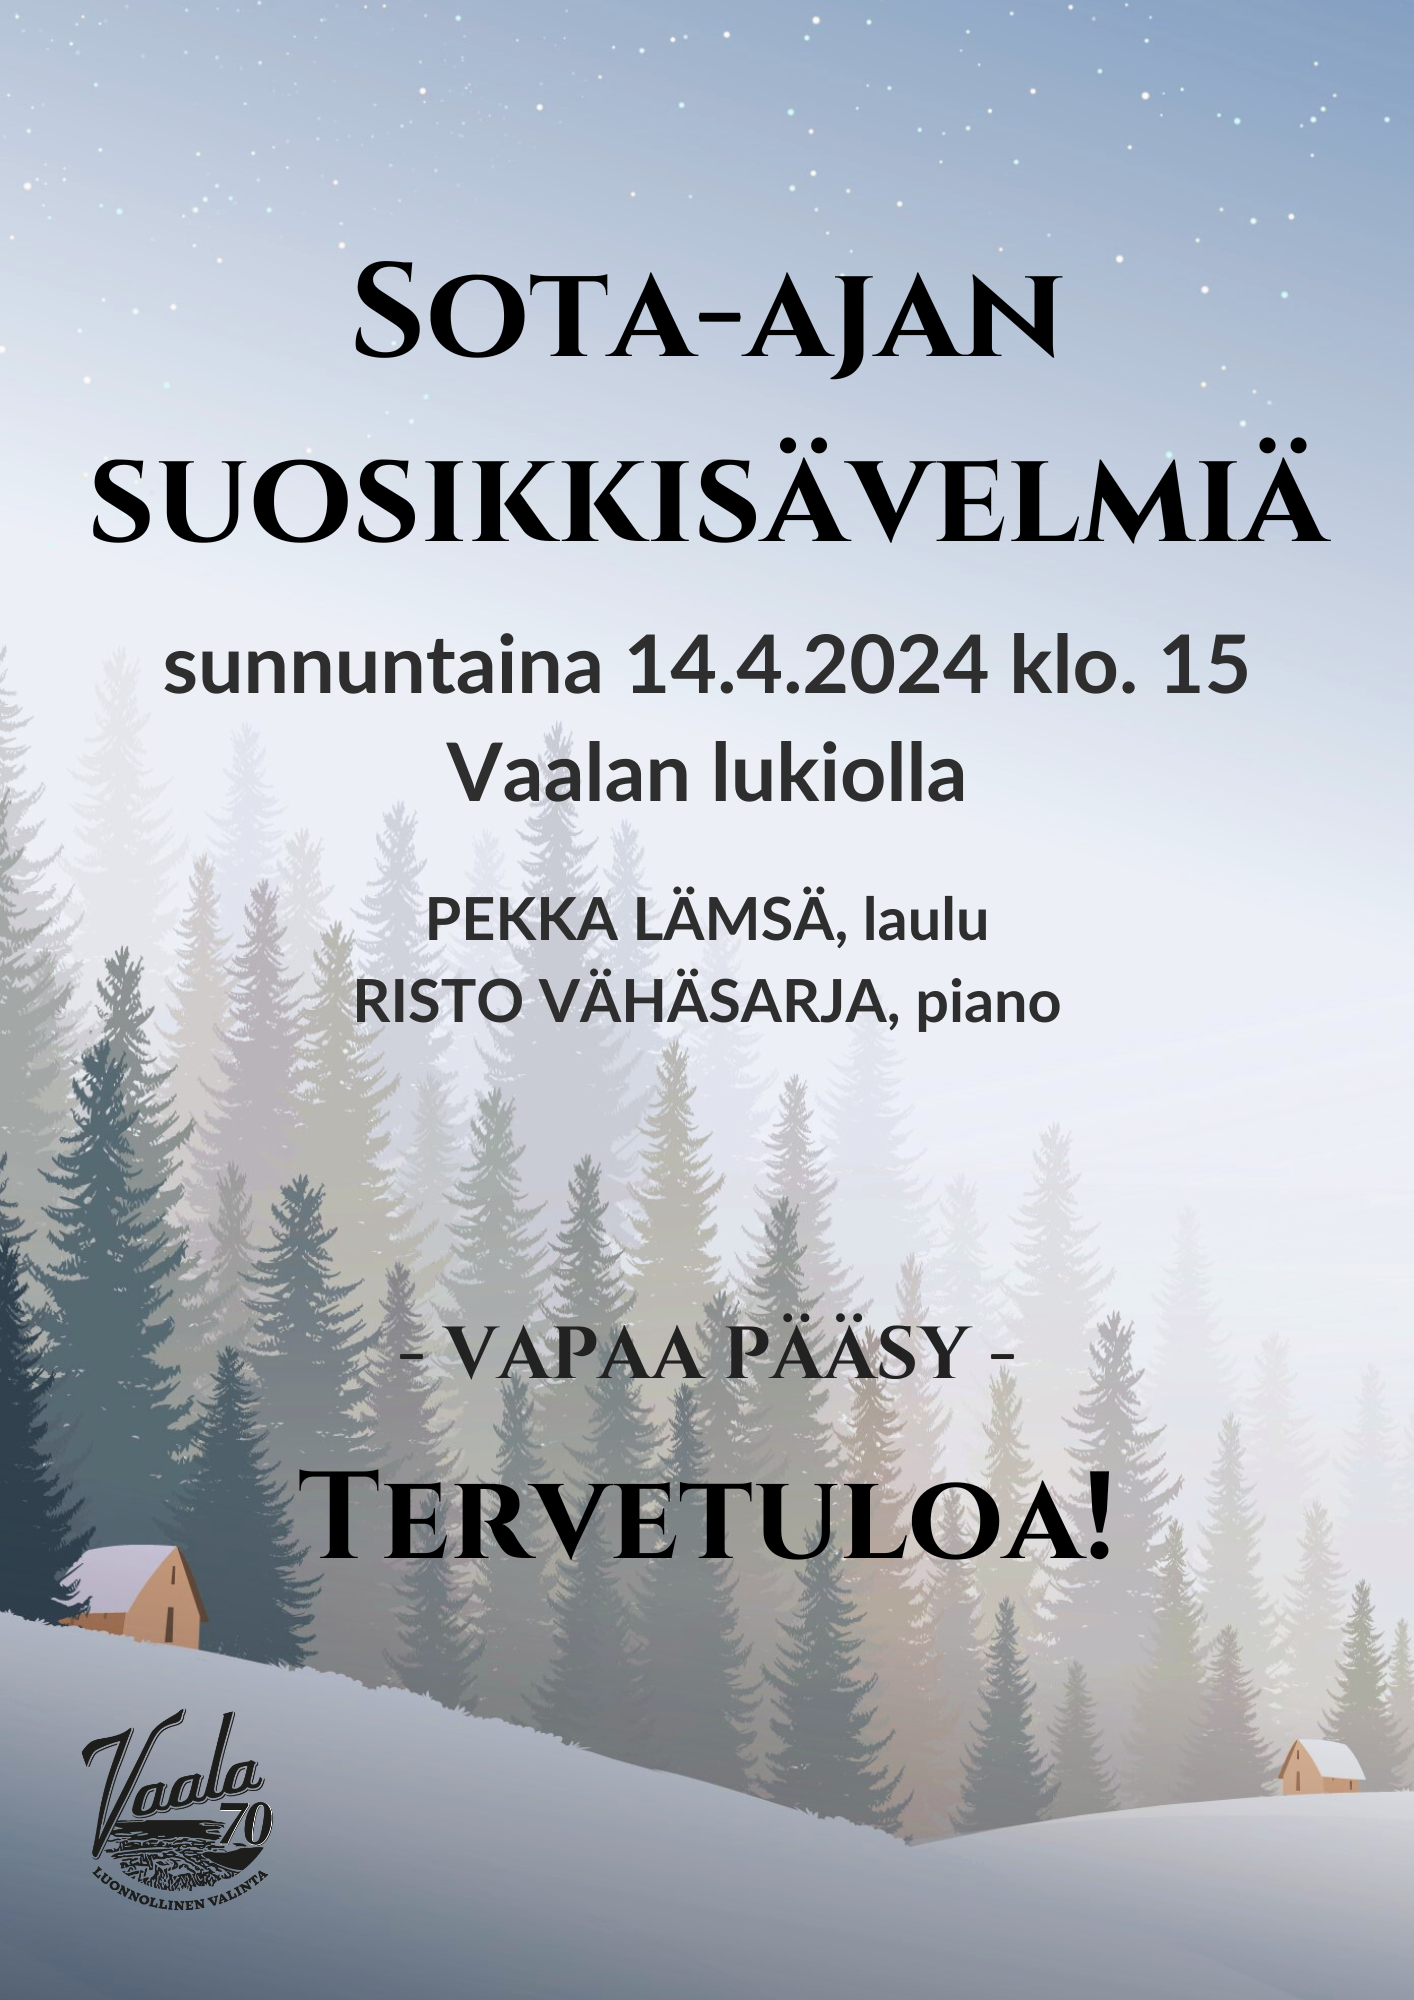 Sota-ajan
suosikkisävelmiä
sunnuntaina 14.4.2024 klo. 15
Vaalan lukiolla
PEKKA LÄMSÄ, laulu
RISTO VÄHÄSARJA, piano
- VAPAA PÄÄSY -
Tervetuloa!
Vaala
70
LUONNOLLINEN VALINTA